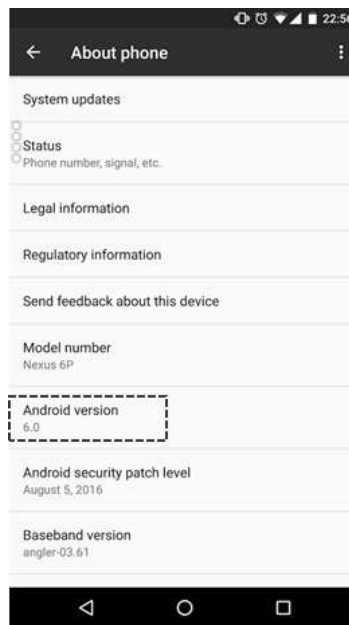 22:56
About phone
System updates
Status
Phone number, signal, etc.
Legal information
Regulatory information
Send feedback about this device
Model number
Nexus 6P
Android version
6.0
Android security patch level
August 5, 2016
Baseband version
angler-03.61